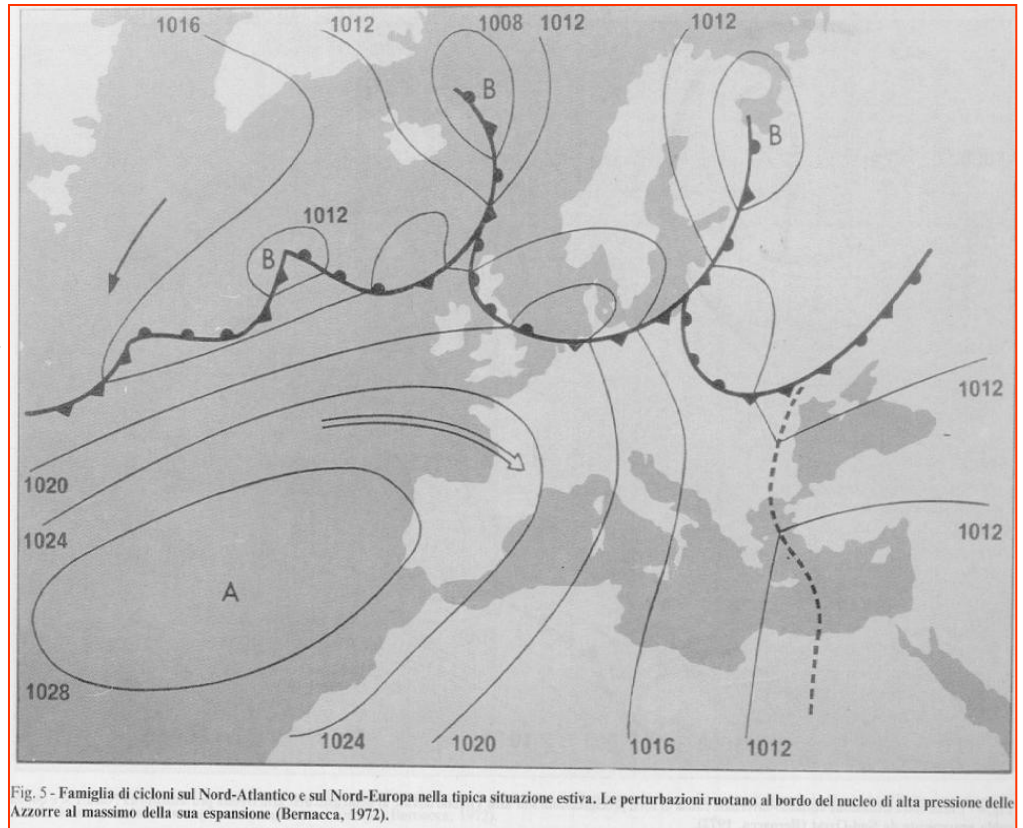 1016
1012
1008
1012
1012
B
B
1012
B
1012
1020
1024
1012
A
1028
1024
1020
1016
1012
Fig. 5 - Famiglia di cicloni sul Nord-Atlantico e sul Nord-Europa nella tipica situazione estiva. Le perturbazioni ruotano al bordo del nucleo di alta pressione delle
Azzorre al massimo della sua espansione (Bernacca, 1972).